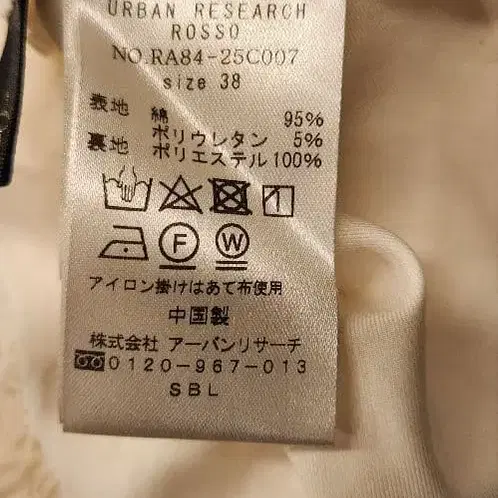 URBAN RESEARCH
ROSSO
NO.RA84-25C007
size 38
表地 綿 95%
ポリウレタン 5%
裏地 ポリエステル 100%
F W
アイロン掛けはあて布使用
中国製
株式会社 アーバンリサーチ
0120-967-013
SBL